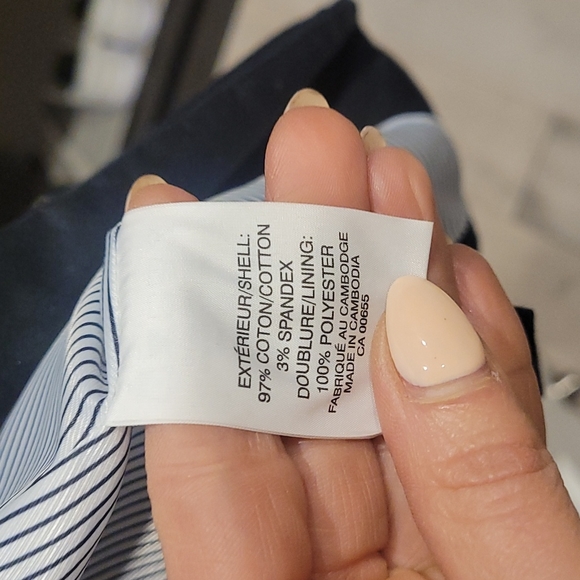 EXTÉRIEUR/SHELL:
97% COTON/COTTON
3% SPANDEX
DOUBLURE/LINING:
100% POLYESTER
FABRIQUÉ AU CAMBODGE
MADE IN CAMBODIA
CA 00655